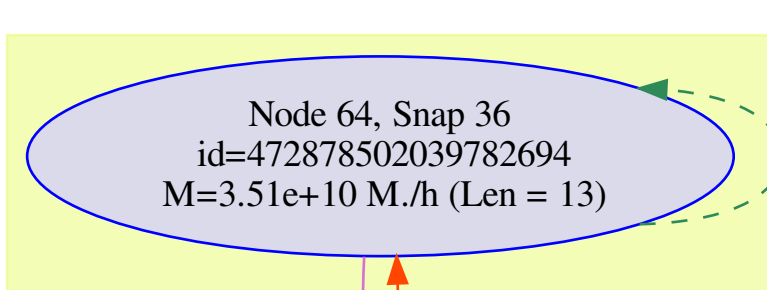 Node 64, Snap 36
id=472878502039782694
M=3.51e+10 M./h (Len = 13)